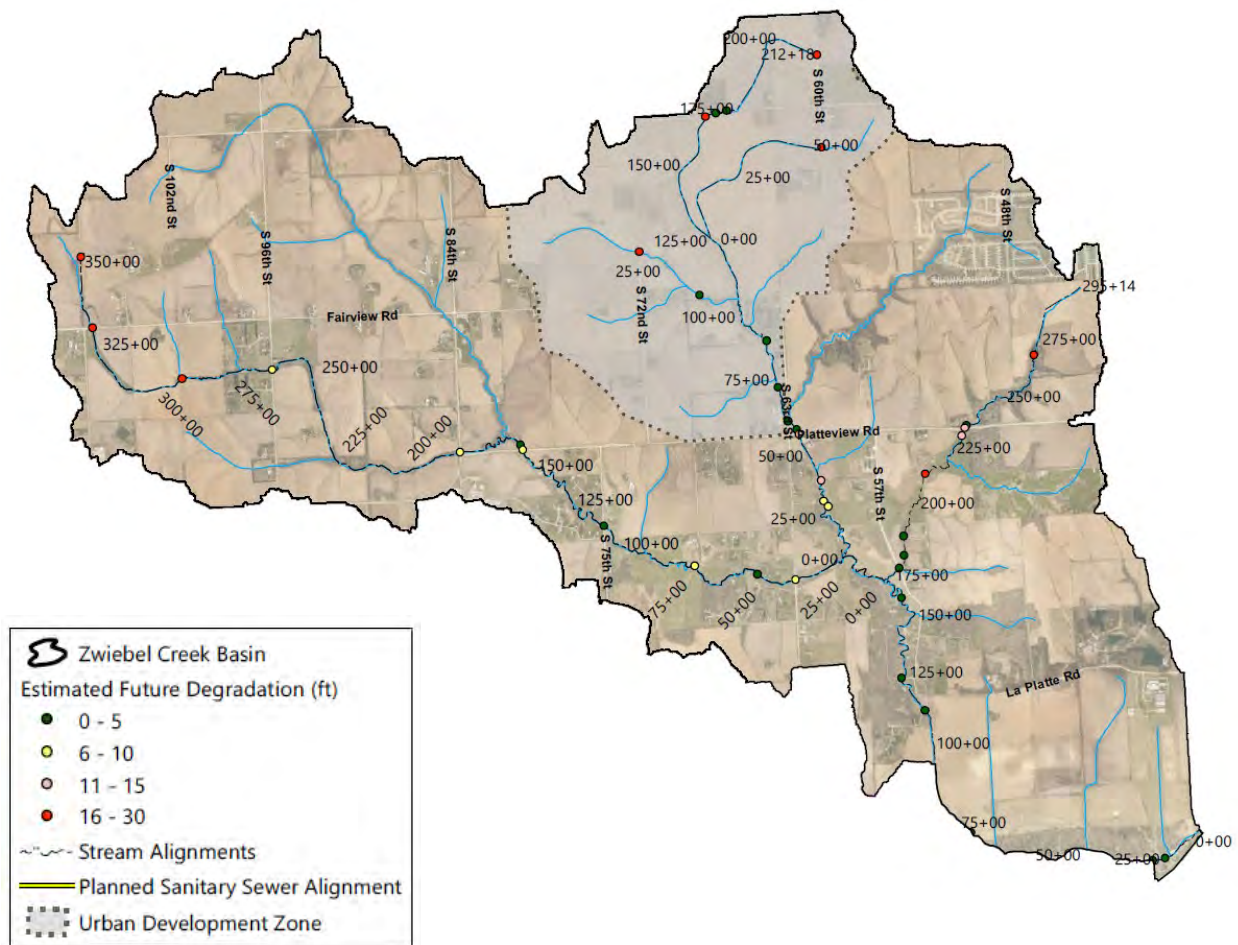 200+00
212+18
S 60th St
175+00
50+00
150+00
25+00
S 102nd St
S 48th St
S 96th St
S 84th St
125+00
0+00
350+00
25+00
S 72nd St
295+14
Fairview Rd
100+00
325+00
275+00
250+00
75+00
S 63rd St
250+00
275+00
300+00
225+00
200+00
Platteview Rd
225+00
50+00
150+00
S 57th St
125+00
25+00
200+00
100+00
S 75th St
0+00
175+00
75+00
50+00
25+00
0+00
150+00
125+00
La Platte Rd
100+00
75+00
50+00
25+00
0+00
Zwiebel Creek Basin
Estimated Future Degradation (ft)
0 - 5
6 - 10
11 - 15
16 - 30
Stream Alignments
Planned Sanitary Sewer Alignment
Urban Development Zone